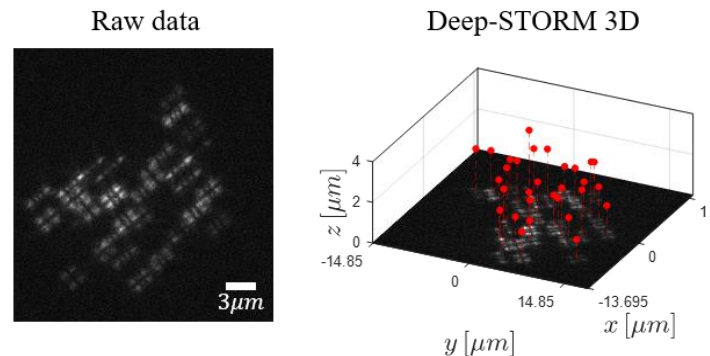 Raw data
Deep-STORM 3D
3μm
z [μm]
4
2
0
-14.85
0
14.85
y [μm]
-13.695
0
1
x [μm]